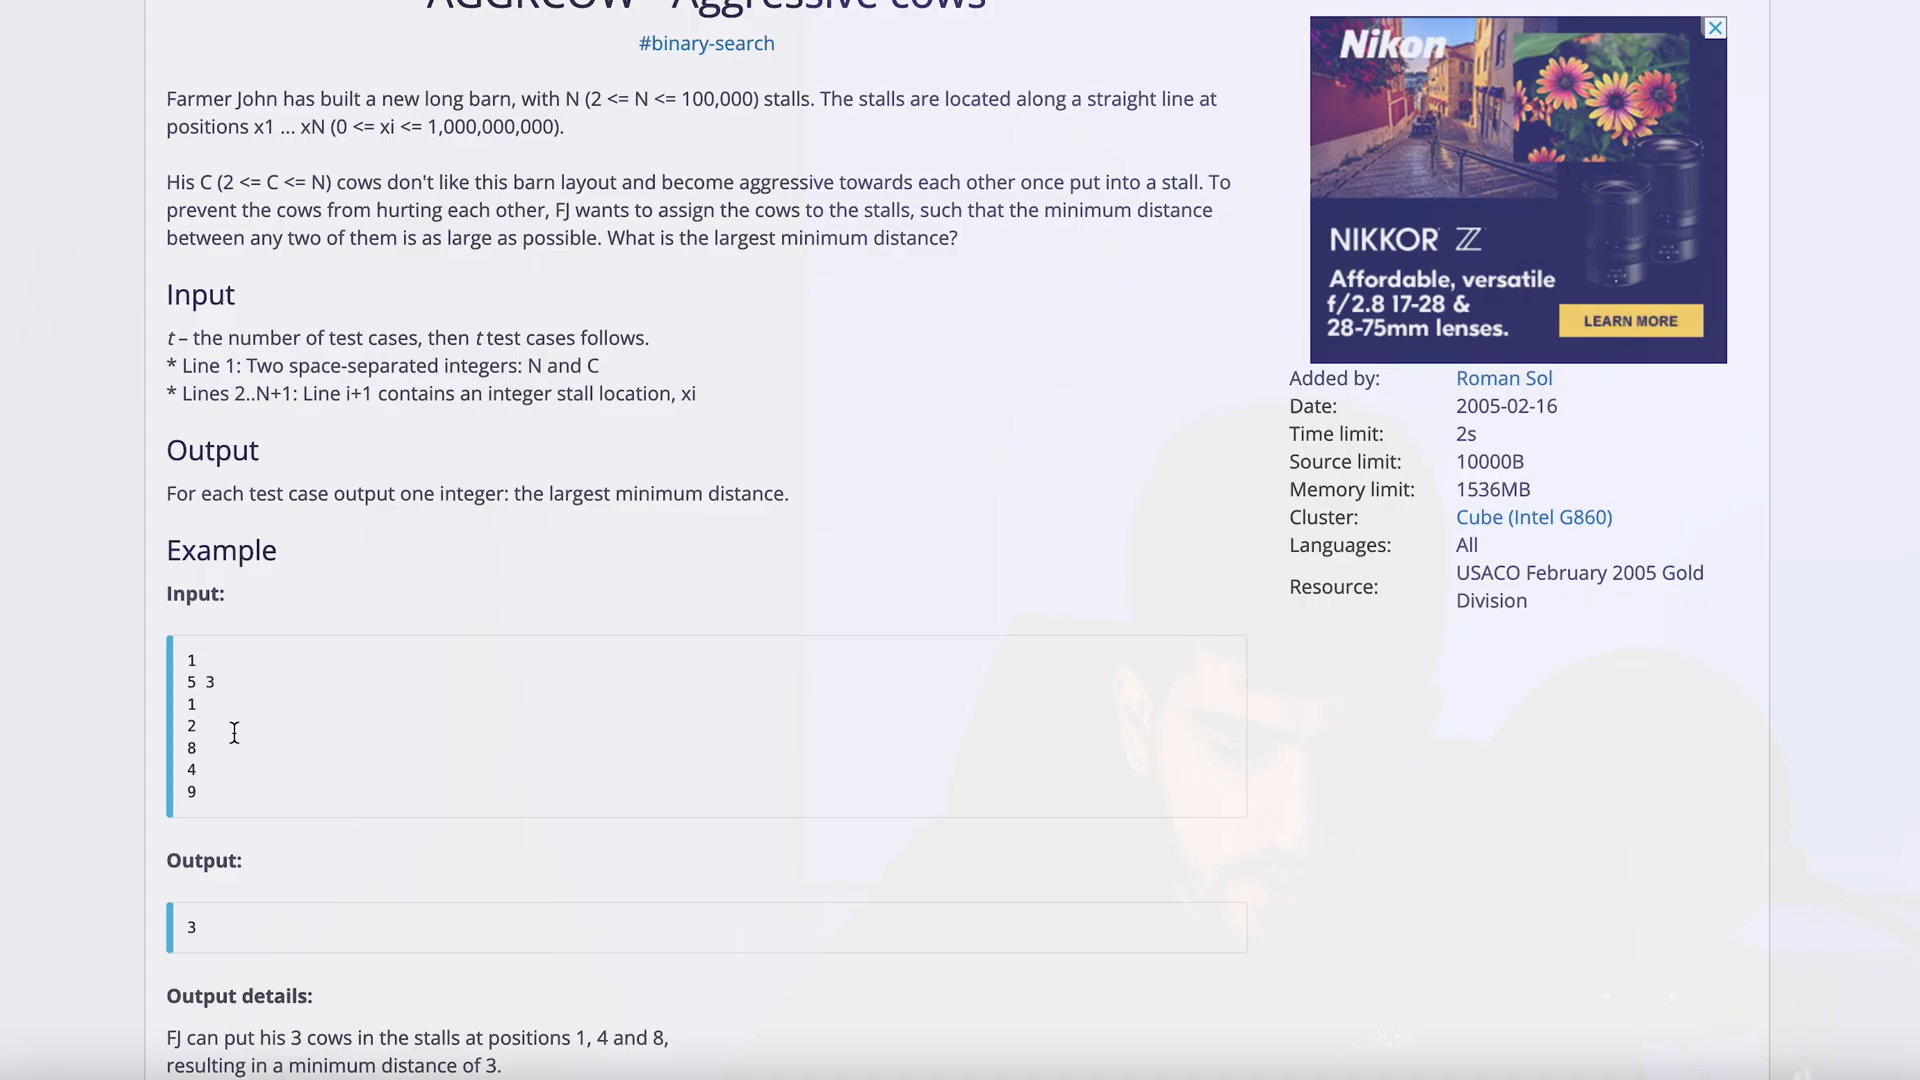 AGGRCOW - Aggressive cows
#binary-search
Farmer John has built a new long barn, with N (2 <= N <= 100,000) stalls. The stalls are located along a straight line at
positions x1 ... xN (0 <= xi <= 1,000,000,000).
His C (2 <= C <= N) cows don't like this barn layout and become aggressive towards each other once put into a stall. To
prevent the cows from hurting each other, FJ wants to assign the cows to the stalls, such that the minimum distance
between any two of them is as large as possible. What is the largest minimum distance?
Input
t – the number of test cases, then t test cases follows.
* Line 1: Two space-separated integers: N and C
* Lines 2..N+1: Line i+1 contains an integer stall location, xi
Output
For each test case output one integer: the largest minimum distance.
Example
Input:
1
5 3
1
2
8
4
9
Output:
3
Output details:
FJ can put his 3 cows in the stalls at positions 1, 4 and 8,
resulting in a minimum distance of 3.
Nikon
NIKKOR Z
Affordable, versatile
f/2.8 17-28 &
28-75mm lenses.
LEARN MORE
Added by: Roman Sol
Date: 2005-02-16
Time limit: 2s
Source limit: 10000B
Memory limit: 1536MB
Cluster: Cube (Intel G860)
Languages: All
Resource: USACO February 2005 Gold
Division